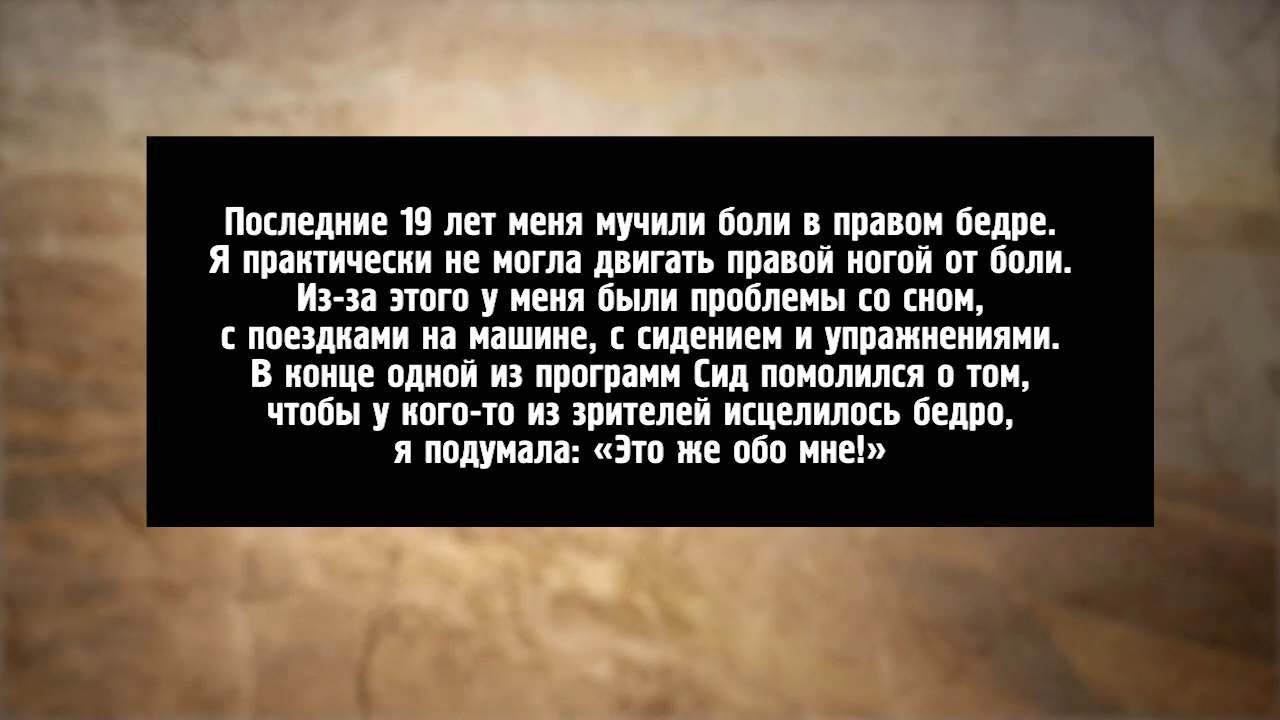 Последние 19 лет меня мучили боли в правом бедре.
Я практически не могла двигать правой ногой от боли.
Из-за этого у меня были проблемы со сном,
с поездками на машине, с сидением и упражнениями.
В конце одной из программ Сид помолился о том,
чтобы у кого-то из зрителей исцелилось бедро,
я подумала: «Это же обо мне!»